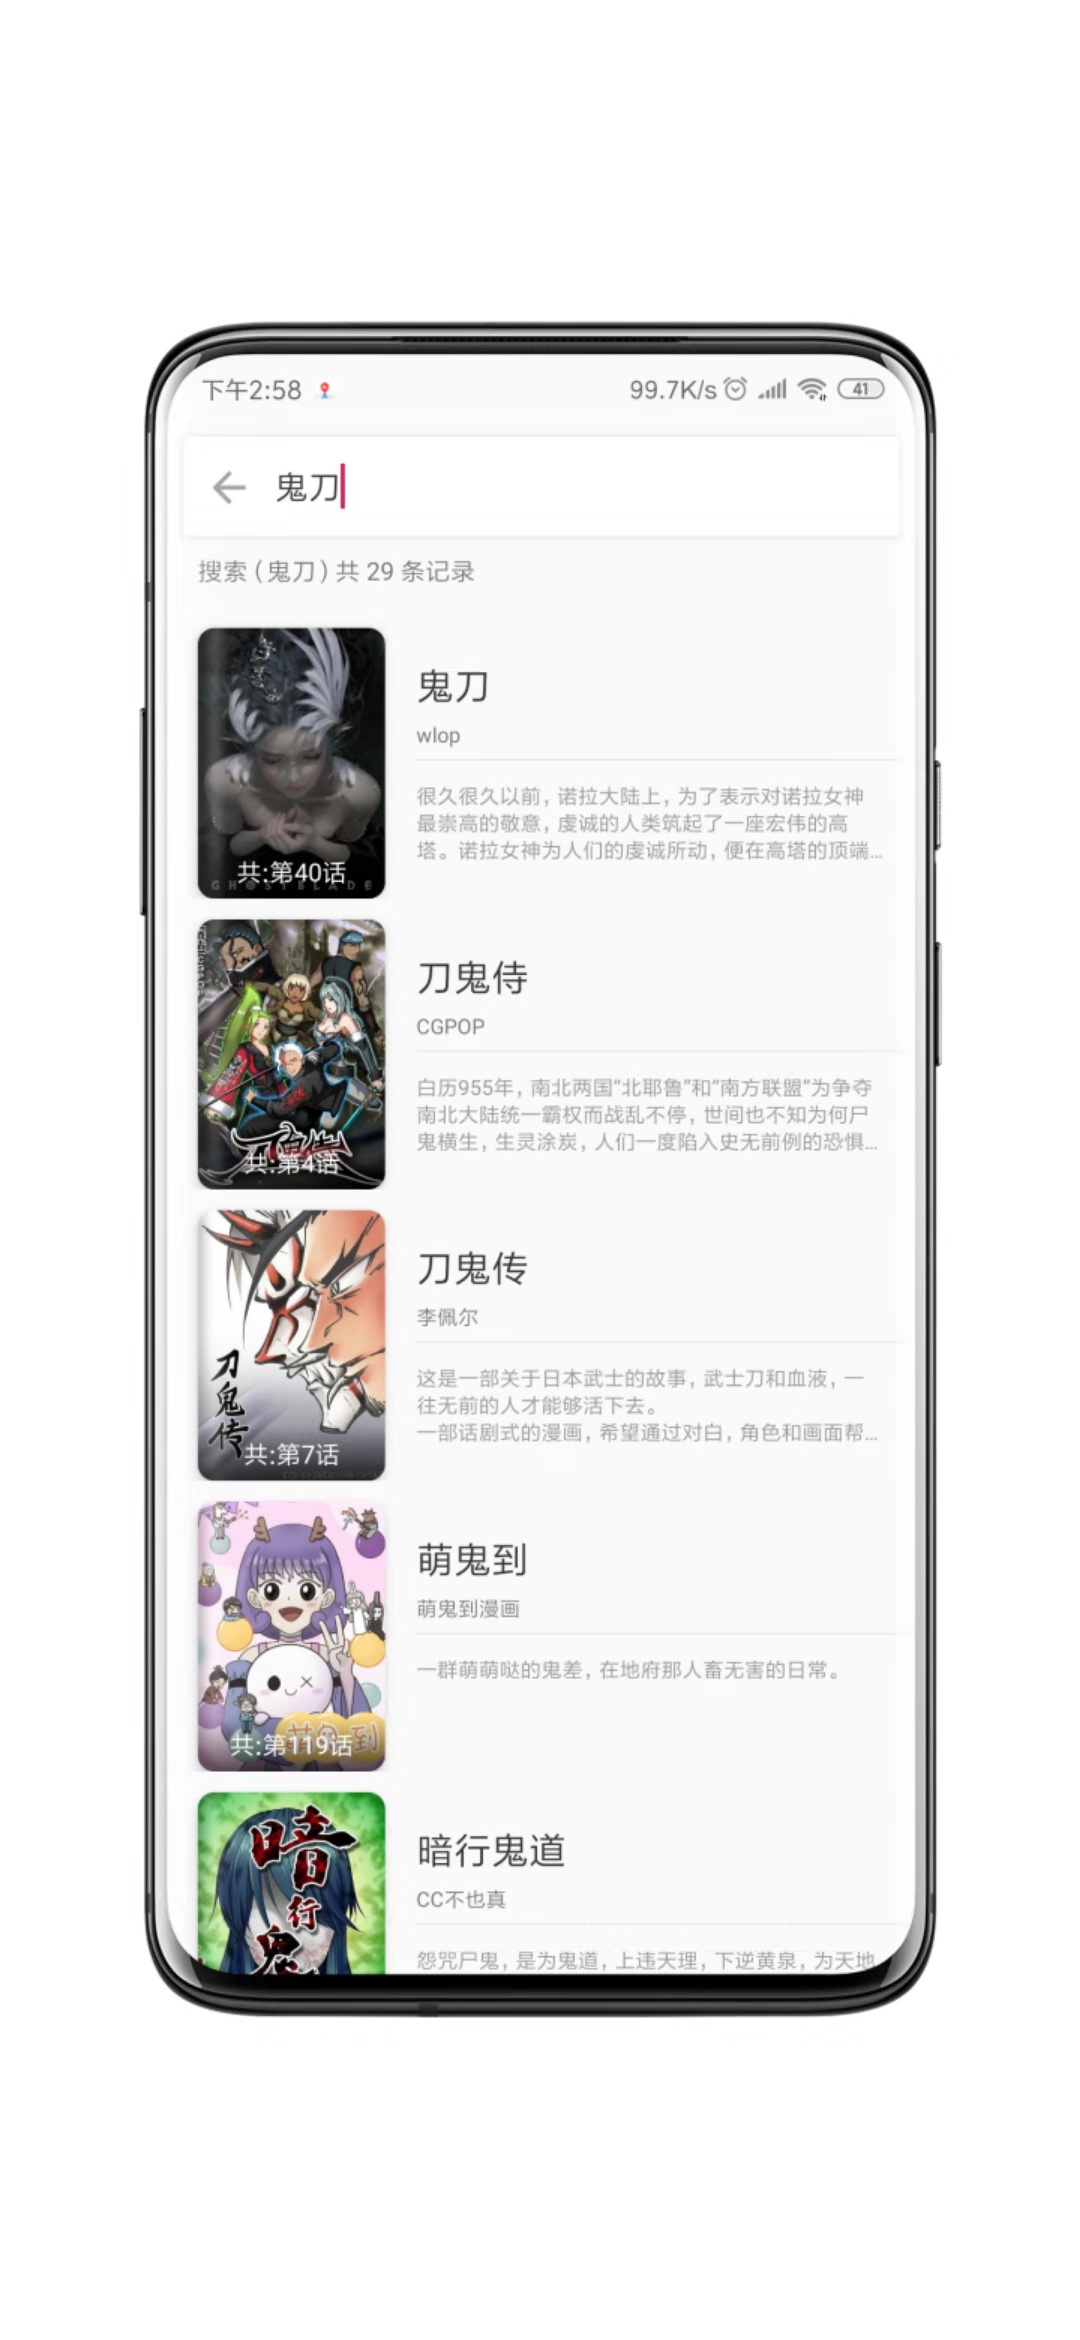 下午2:58
99.7K/s
41
鬼刀
搜索（鬼刀）共 29 条记录
共:第40话
GHOSTBLADE
鬼刀
wlop
很久很久以前，诺拉大陆上，为了表示对诺拉女神
最崇高的敬意，虔诚的人类筑起了一座宏伟的高
塔。诺拉女神为人们的虔诚所动，便在高塔的顶端...
刀鬼侍
共:第4话
刀鬼侍
CGPOP
白历955年，南北两国“北耶鲁”和“南方联盟”为争夺
南北大陆统一霸权而战乱不停，世间也不知为何尸
鬼横生，生灵涂炭，人们一度陷入史无前例的恐惧...
刀鬼传
共:第7话
刀鬼传
李佩尔
这是一部关于日本武士的故事，武士刀和血液，一
往无前的人才能够活下去。
一部话剧式的漫画，希望通过对白，角色和画面帮...
萌鬼到
共:第119话
萌鬼到
萌鬼到漫画
一群萌萌哒的鬼差，在地府那人畜无害的日常。
暗行鬼
暗行鬼道
CC不也真
怨咒尸鬼，是为鬼道，上违天理，下逆黄泉，为天地